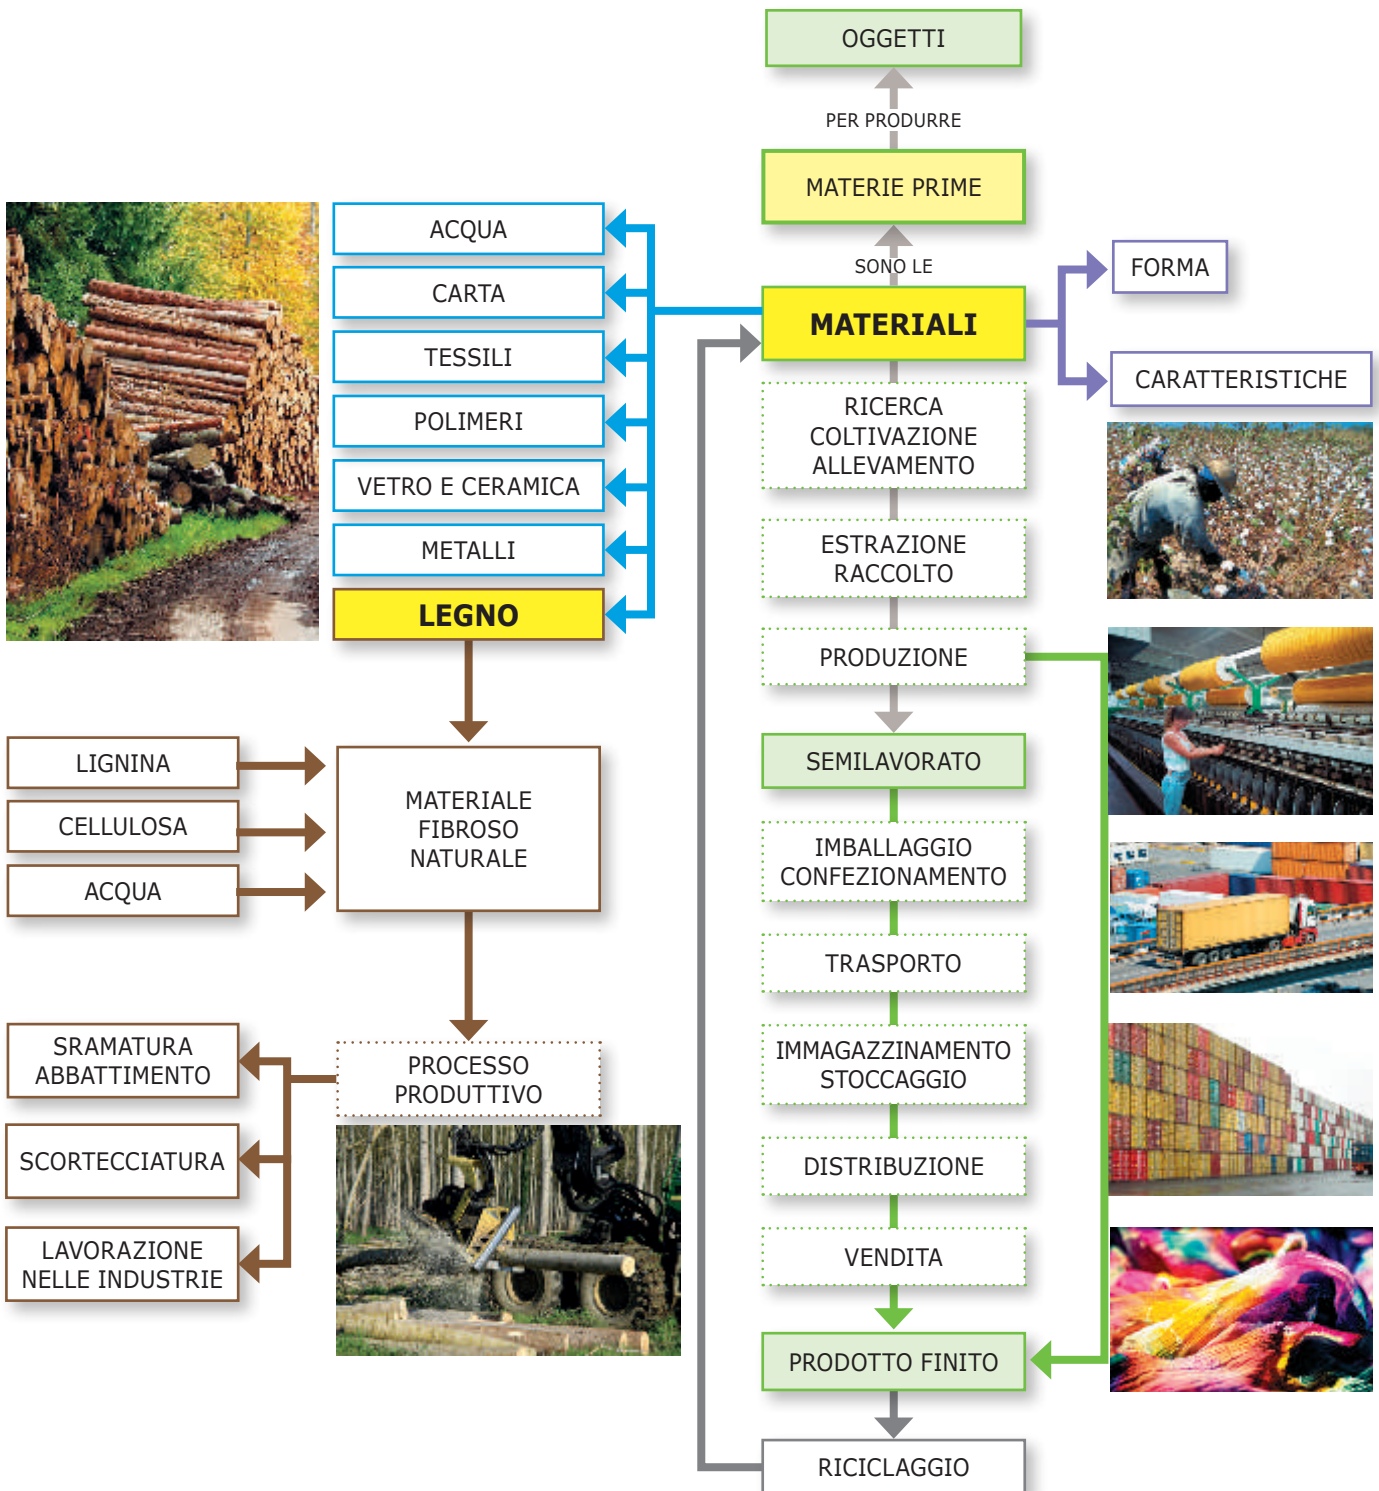 OGGETTI
PER PRODURRE
MATERIE PRIME
SONO LE
MATERIALI
FORMA
CARATTERISTICHE
ACQUA
CARTA
TESSILI
POLIMERI
VETRO E CERAMICA
METALLI
LEGNO
RICERCA
COLTIVAZIONE
ALLEVAMENTO
ESTRAZIONE
RACCOLTO
PRODUZIONE
SEMILAVORATO
IMBALLAGGIO
CONFEZIONAMENTO
TRASPORTO
IMMAGAZZINAMENTO
STOCCAGGIO
DISTRIBUZIONE
VENDITA
PRODOTTO FINITO
RICICLAGGIO
LIGNINA
CELLULOSA
ACQUA
MATERIALE
FIBROSO
NATURALE
PROCESSO
PRODUTTIVO
SRAMATURA
ABBATTIMENTO
SCORTECCIATURA
LAVORAZIONE
NELLE INDUSTRIE